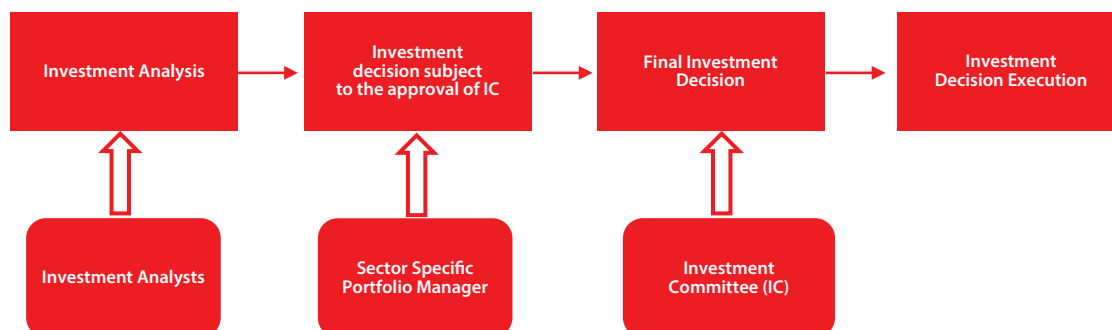 Investment Analysis
Investment
decision subject
to the approval of IC
Final Investment
Decision
Investment
Decision Execution
Investment Analysts
Sector Specific
Portfolio Manager
Investment
Committee (IC)